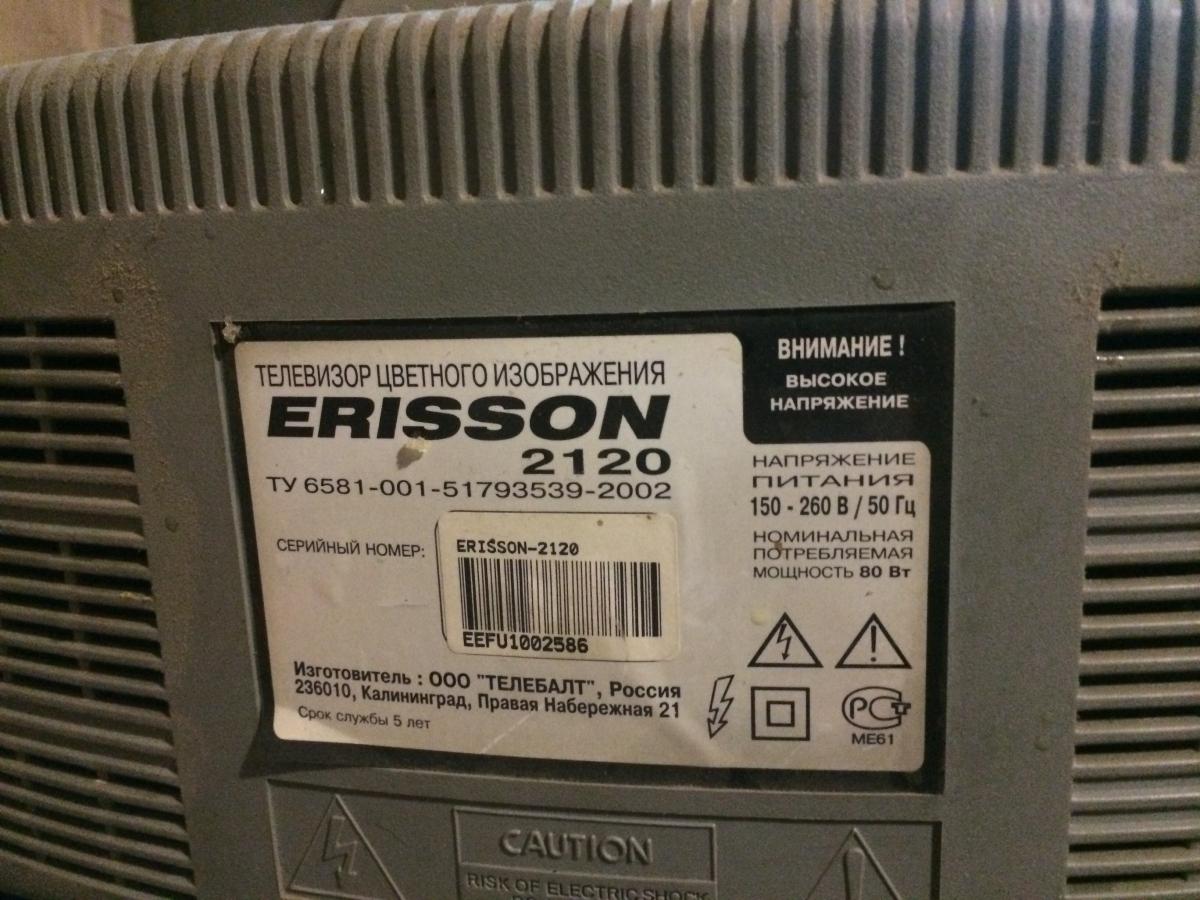 ТЕЛЕВИЗОР ЦВЕТНОГО ИЗОБРАЖЕНИЯ
ERISSON
2120
ТУ 6581-001-51793539-2002
СЕРИЙНЫЙ НОМЕР:
ERISSON-2120
EEFU1002586
Изготовитель : ООО "ТЕЛЕБАЛТ", Россия
236010, Калининград, Правая Набережная 21
Срок службы 5 лет
ВНИМАНИЕ !
ВЫСОКОЕ
НАПРЯЖЕНИЕ
НАПРЯЖЕНИЕ
ПИТАНИЯ
150 - 260 В / 50 Гц
НОМИНАЛЬНАЯ
ПОТРЕБЛЯЕМАЯ
МОЩНОСТЬ 80 Вт
РСТ
МЕ61
CAUTION
RISK OF ELECTRIC SHOCK